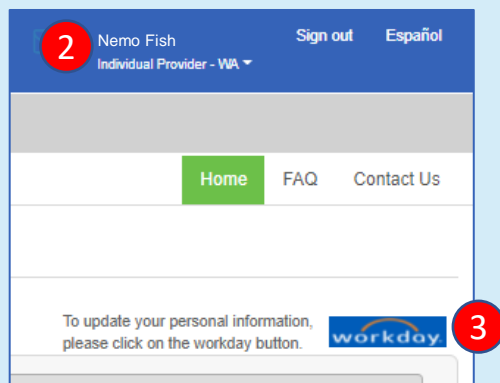 2 Nemo Fish Sign out Español
Individual Provider - WA
Home FAQ Contact Us
To update your personal information,
please click on the workday button.
workday. 3